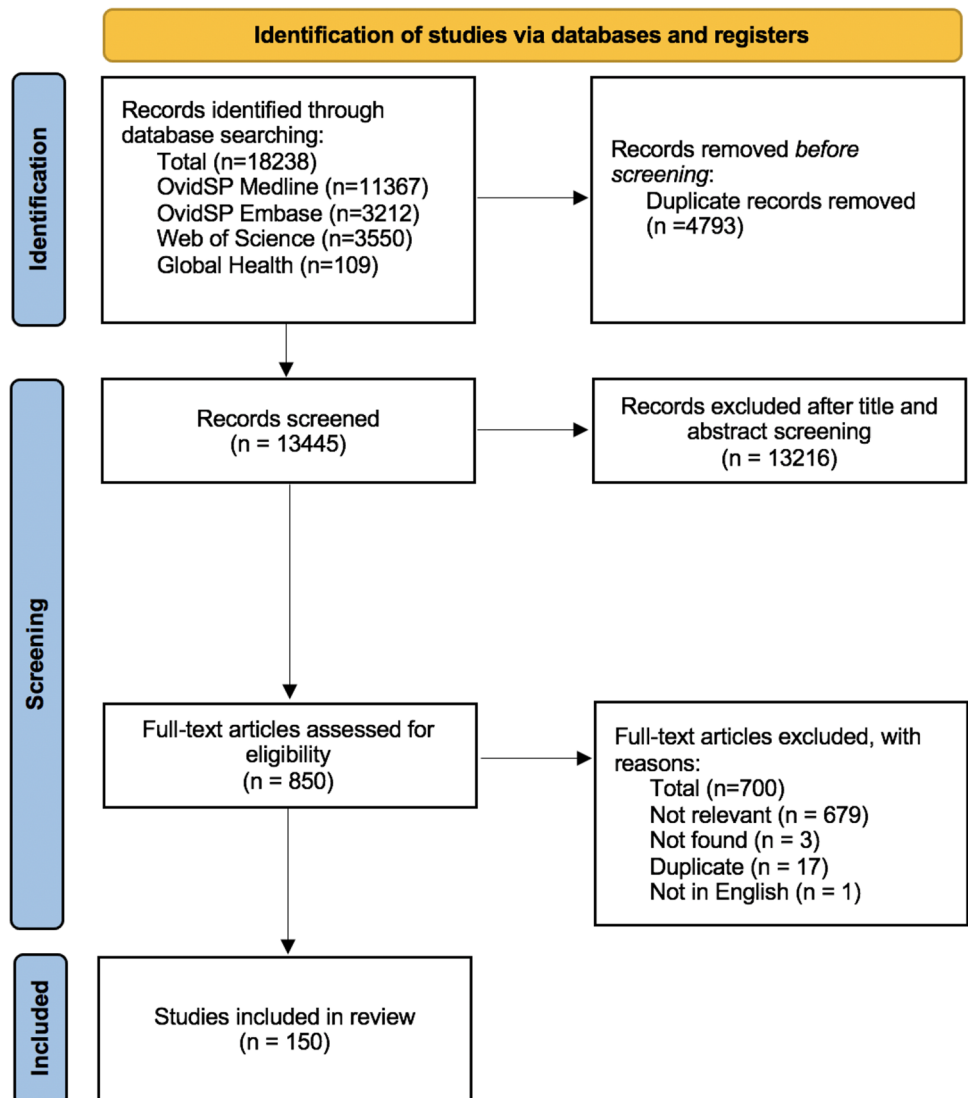 Identification of studies via databases and registers
Identification
Records identified through
database searching:
Total (n=18238)
OvidSP Medline (n=11367)
OvidSP Embase (n=3212)
Web of Science (n=3550)
Global Health (n=109)
Records removed before
screening:
Duplicate records removed
(n =4793)
Screening
Records screened
(n = 13445)
Records excluded after title and
abstract screening
(n = 13216)
Full-text articles assessed for
eligibility
(n = 850)
Full-text articles excluded, with
reasons:
Total (n=700)
Not relevant (n = 679)
Not found (n = 3)
Duplicate (n = 17)
Not in English (n = 1)
Included
Studies included in review
(n = 150)